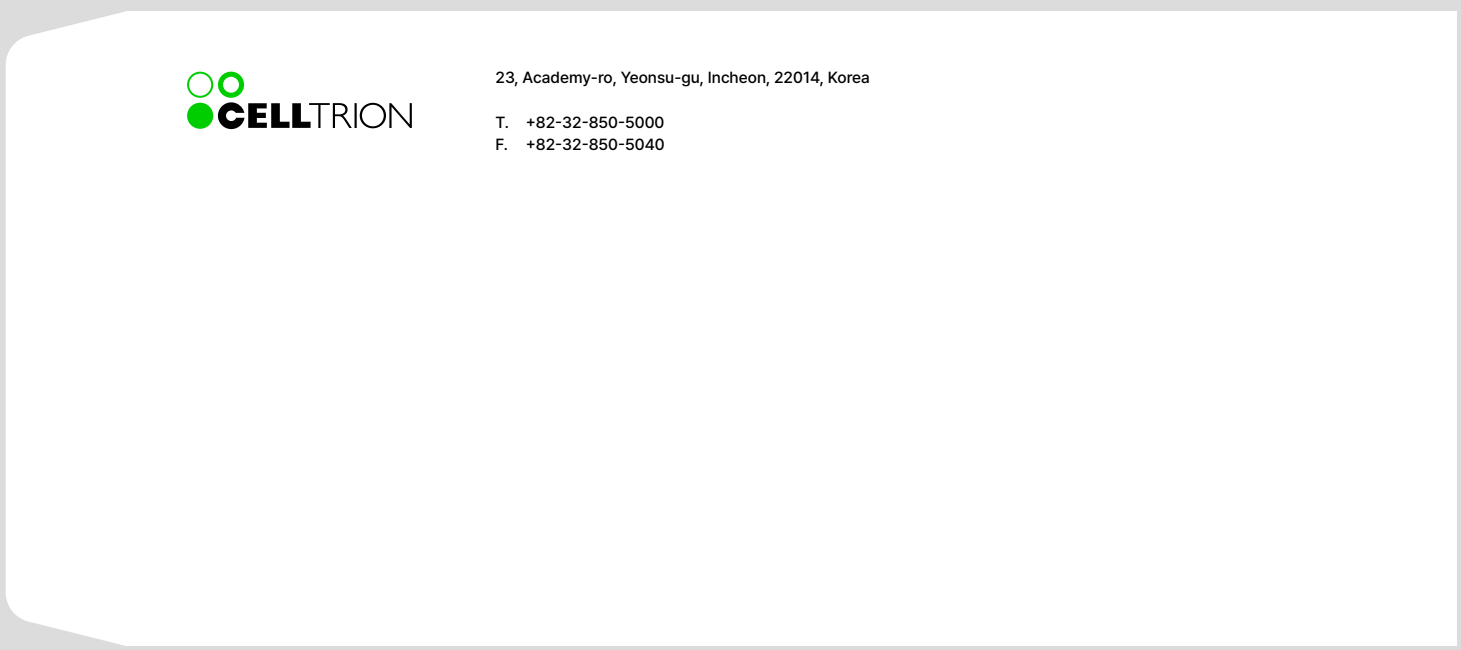 CELLTRION
23, Academy-ro, Yeonsu-gu, Incheon, 22014, Korea
T. +82-32-850-5000
F. +82-32-850-5040